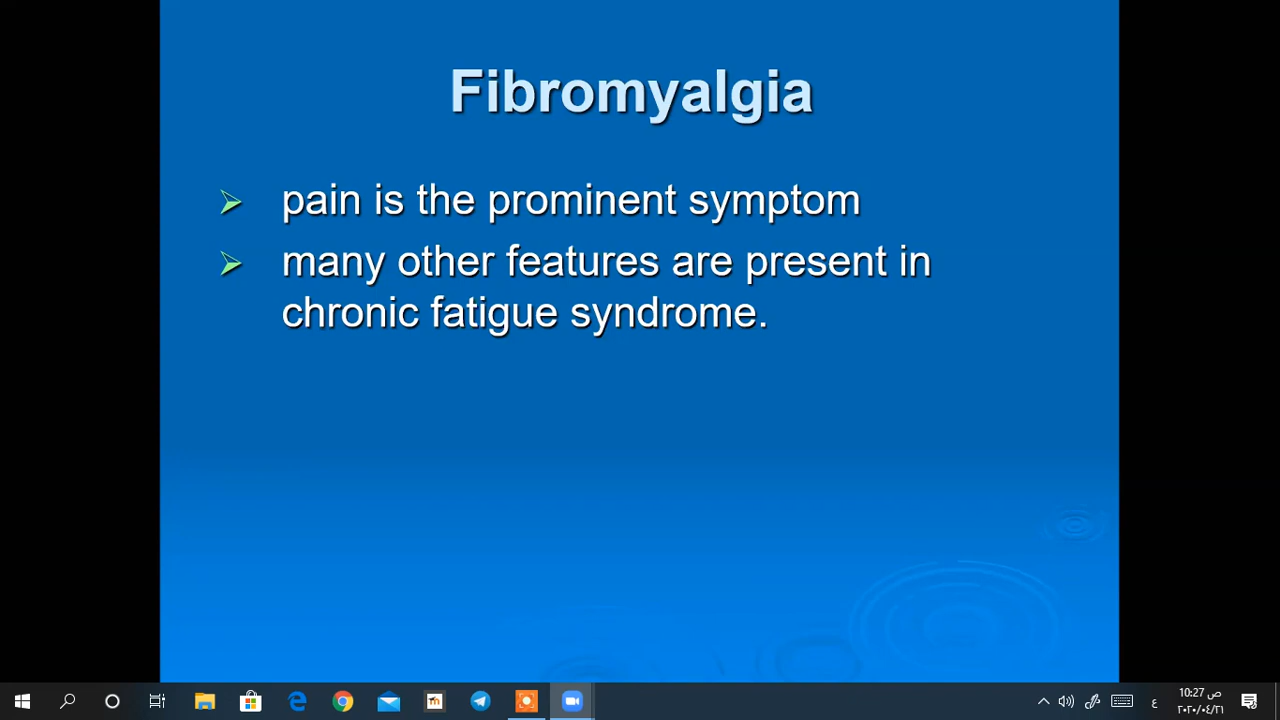 Fibromyalgia
➢ pain is the prominent symptom
➢ many other features are present in
chronic fatigue syndrome.
ع
10:27 ص
٢٠٢٠/٠٤/٢١